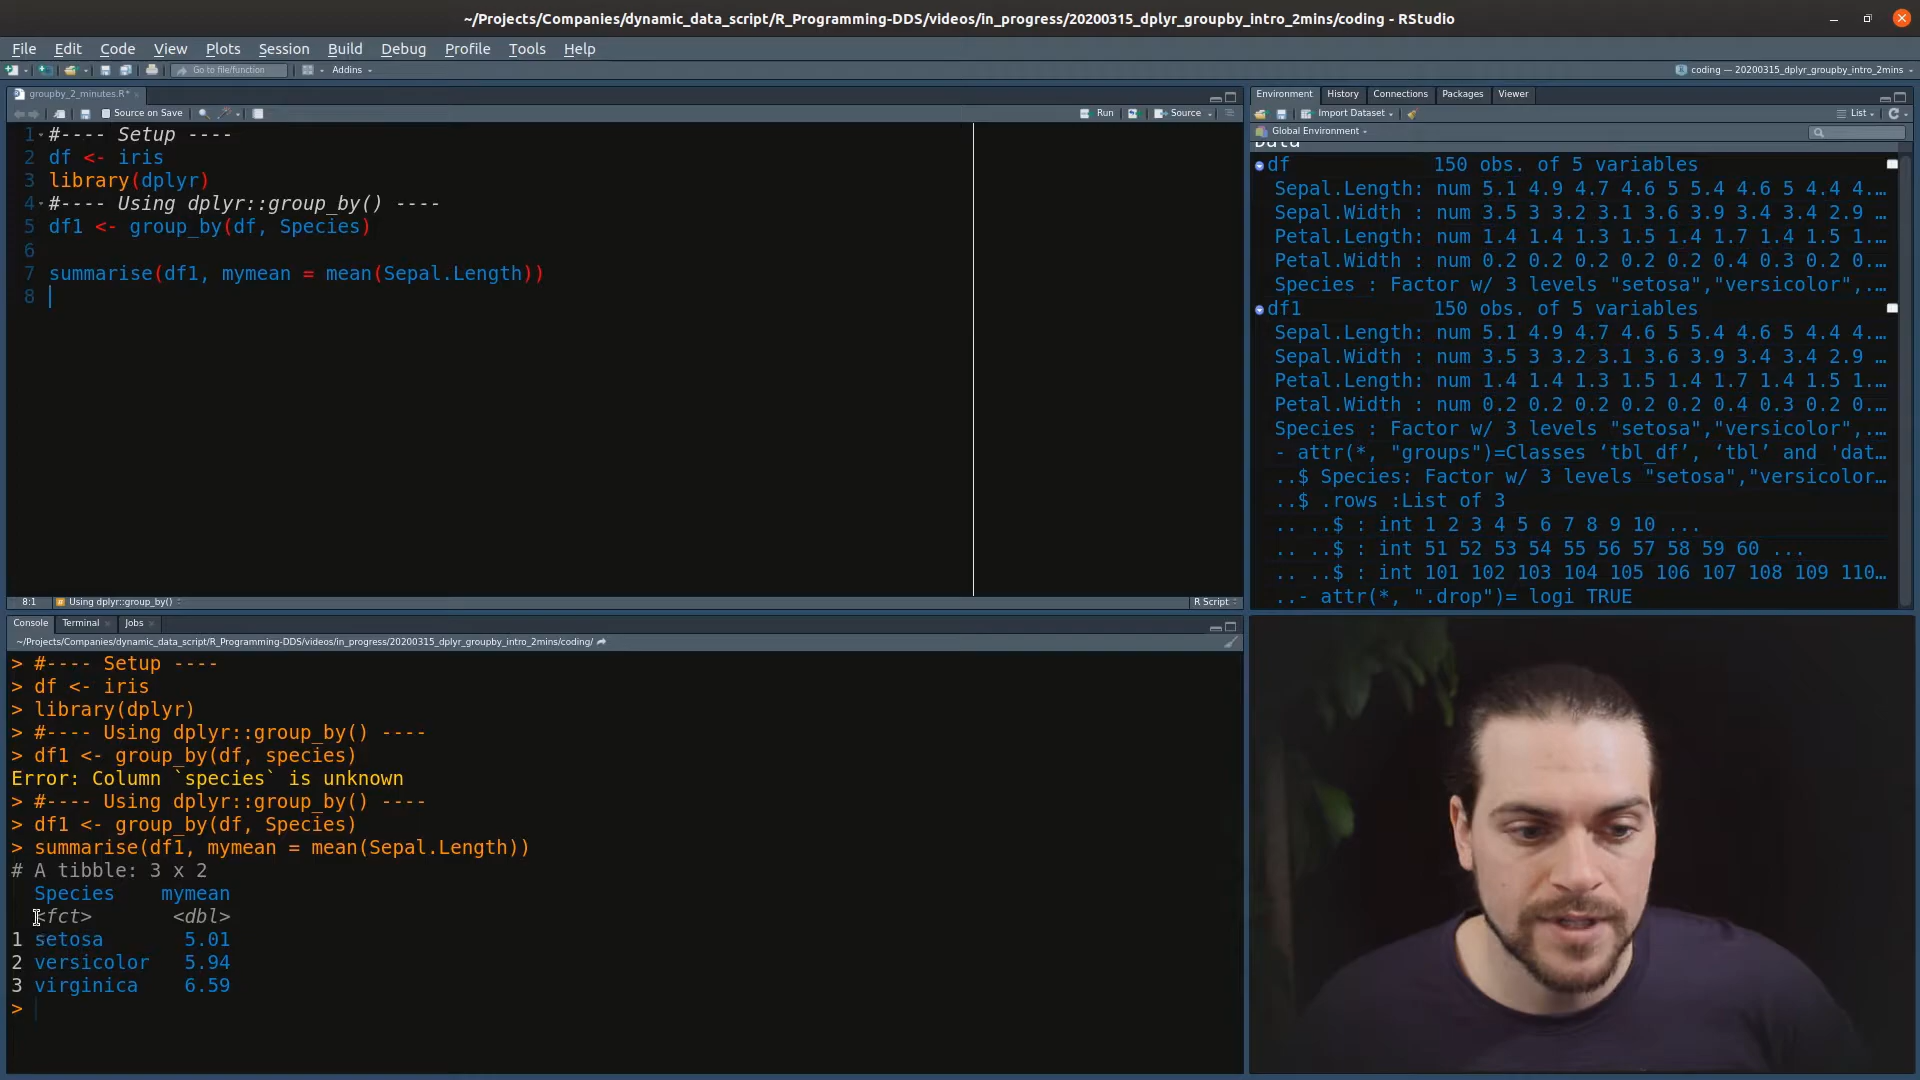 ~/Projects/Companies/dynamic_data_script/R_Programming-DDS/videos/in_progress/20200315_dplyr_groupby_intro_2mins/coding - RStudio
File Edit Code View Plots Session Build Debug Profile Tools Help
Go to file/function Addins coding — 20200315_dplyr_groupby_intro_2mins
groupby_2_minutes.R*
Source on Save Run Source
1 #---- Setup ----
2 df <- iris
3 library(dplyr)
4 #---- Using dplyr::group_by() ----
5 df1 <- group_by(df, Species)
6
7 summarise(df1, mymean = mean(Sepal.Length))
8
8:1 Using dplyr::group_by() R Script
Environment History Connections Packages Viewer
Import Dataset List
Global Environment
Data
df 150 obs. of 5 variables
Sepal.Length: num 5.1 4.9 4.7 4.6 5 5.4 4.6 5 4.4 4.…
Sepal.Width : num 3.5 3 3.2 3.1 3.6 3.9 3.4 3.4 2.9 …
Petal.Length: num 1.4 1.4 1.3 1.5 1.4 1.7 1.4 1.5 1.…
Petal.Width : num 0.2 0.2 0.2 0.2 0.2 0.4 0.3 0.2 0.…
Species : Factor w/ 3 levels "setosa","versicolor",.…
df1 150 obs. of 5 variables
Sepal.Length: num 5.1 4.9 4.7 4.6 5 5.4 4.6 5 4.4 4.…
Sepal.Width : num 3.5 3 3.2 3.1 3.6 3.9 3.4 3.4 2.9 …
Petal.Length: num 1.4 1.4 1.3 1.5 1.4 1.7 1.4 1.5 1.…
Petal.Width : num 0.2 0.2 0.2 0.2 0.2 0.4 0.3 0.2 0.…
Species : Factor w/ 3 levels "setosa","versicolor",.…
- attr(*, "groups")=Classes ‘tbl_df’, ‘tbl’ and 'dat…
..$ Species: Factor w/ 3 levels "setosa","versicolor…
..$ .rows :List of 3
.. ..$ : int 1 2 3 4 5 6 7 8 9 10 ...
.. ..$ : int 51 52 53 54 55 56 57 58 59 60 ...
.. ..$ : int 101 102 103 104 105 106 107 108 109 110…
..- attr(*, ".drop")= logi TRUE
Console Terminal Jobs
~/Projects/Companies/dynamic_data_script/R_Programming-DDS/videos/in_progress/20200315_dplyr_groupby_intro_2mins/coding/
> #---- Setup ----
> df <- iris
> library(dplyr)
> #---- Using dplyr::group_by() ----
> df1 <- group_by(df, species)
Error: Column `species` is unknown
> #---- Using dplyr::group_by() ----
> df1 <- group_by(df, Species)
> summarise(df1, mymean = mean(Sepal.Length))
# A tibble: 3 x 2
Species mymean
<fct> <dbl>
1 setosa 5.01
2 versicolor 5.94
3 virginica 6.59
>